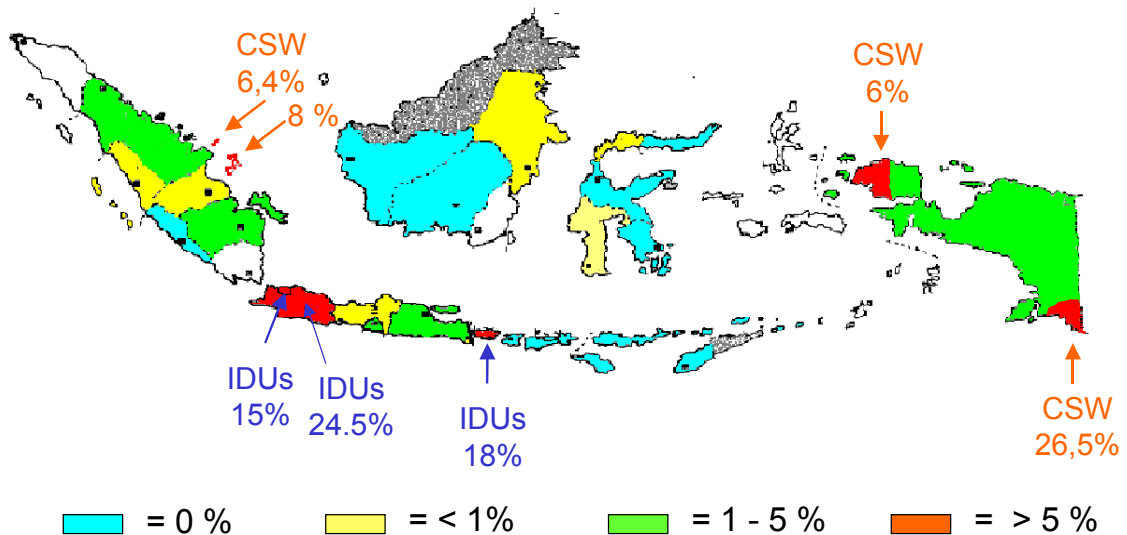 CSW
6,4%
8 %
CSW
6%
IDUs
15%
IDUs
24.5%
IDUs
18%
CSW
26,5%
= 0 %
= < 1%
= 1 - 5 %
= > 5 %